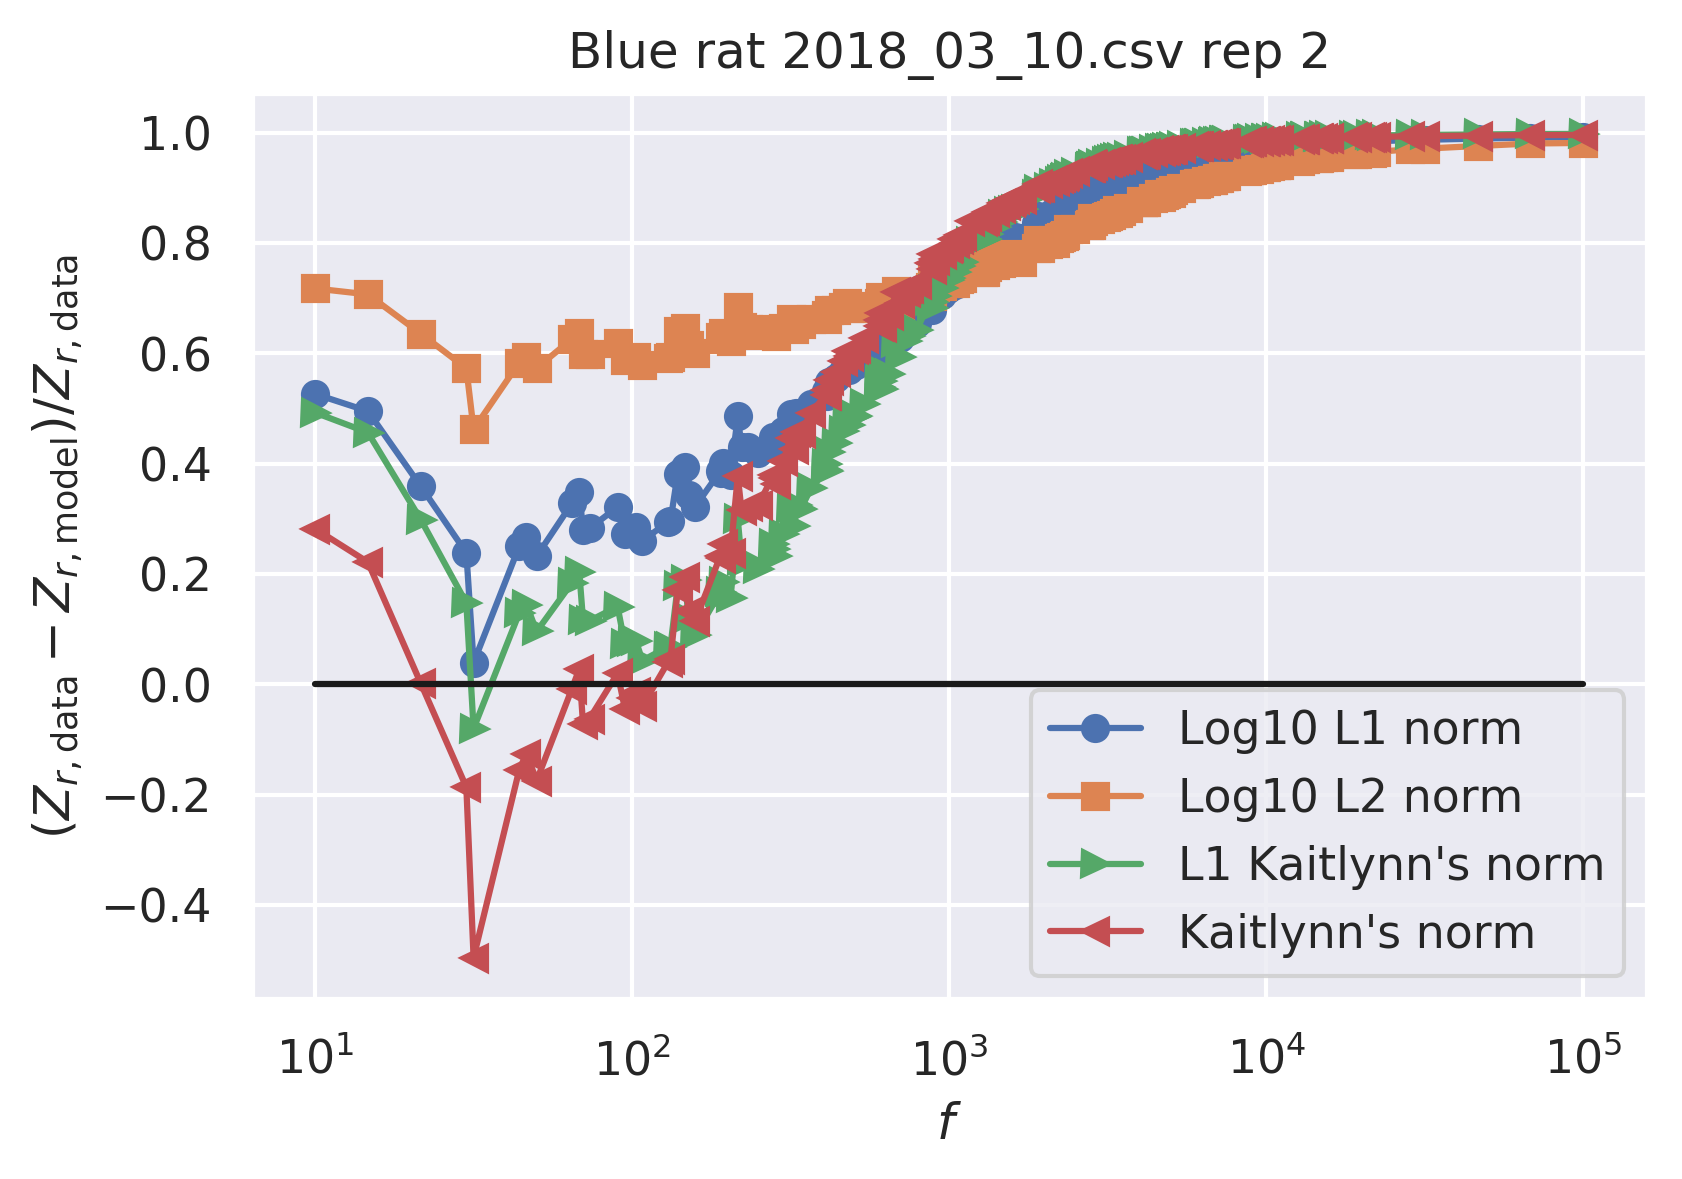 Blue rat 2018_03_10.csv rep 2
(Z_{r, data} − Z_{r, model})/Z_{r, data}
1.0
0.8
0.6
0.4
0.2
0.0
−0.2
−0.4
Log10 L1 norm
Log10 L2 norm
L1 Kaitlynn's norm
Kaitlynn's norm
10^1 10^2 10^3 10^4 10^5
f